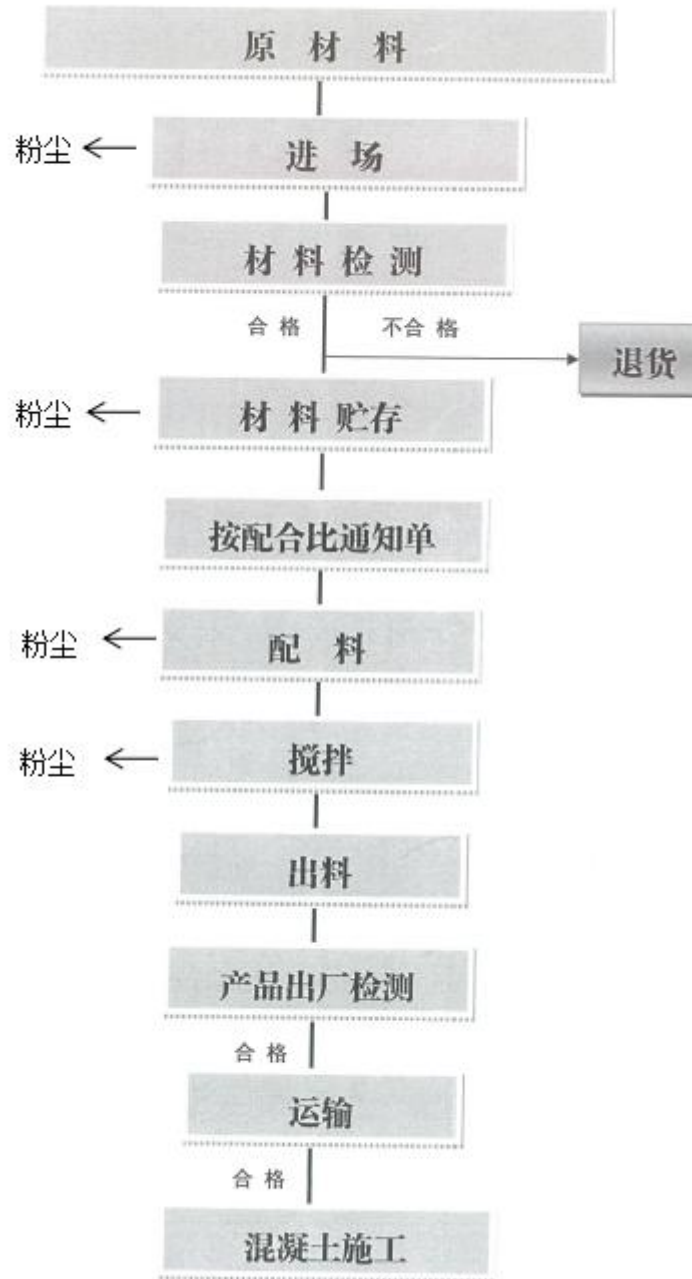 原 材 料
粉尘
进 场
材 料 检 测
合 格
不合 格
退货
粉尘
材 料 贮存
按配合比通知单
粉尘
配 料
粉尘
搅拌
出料
产品出厂检测
合 格
运输
合 格
混凝土施工